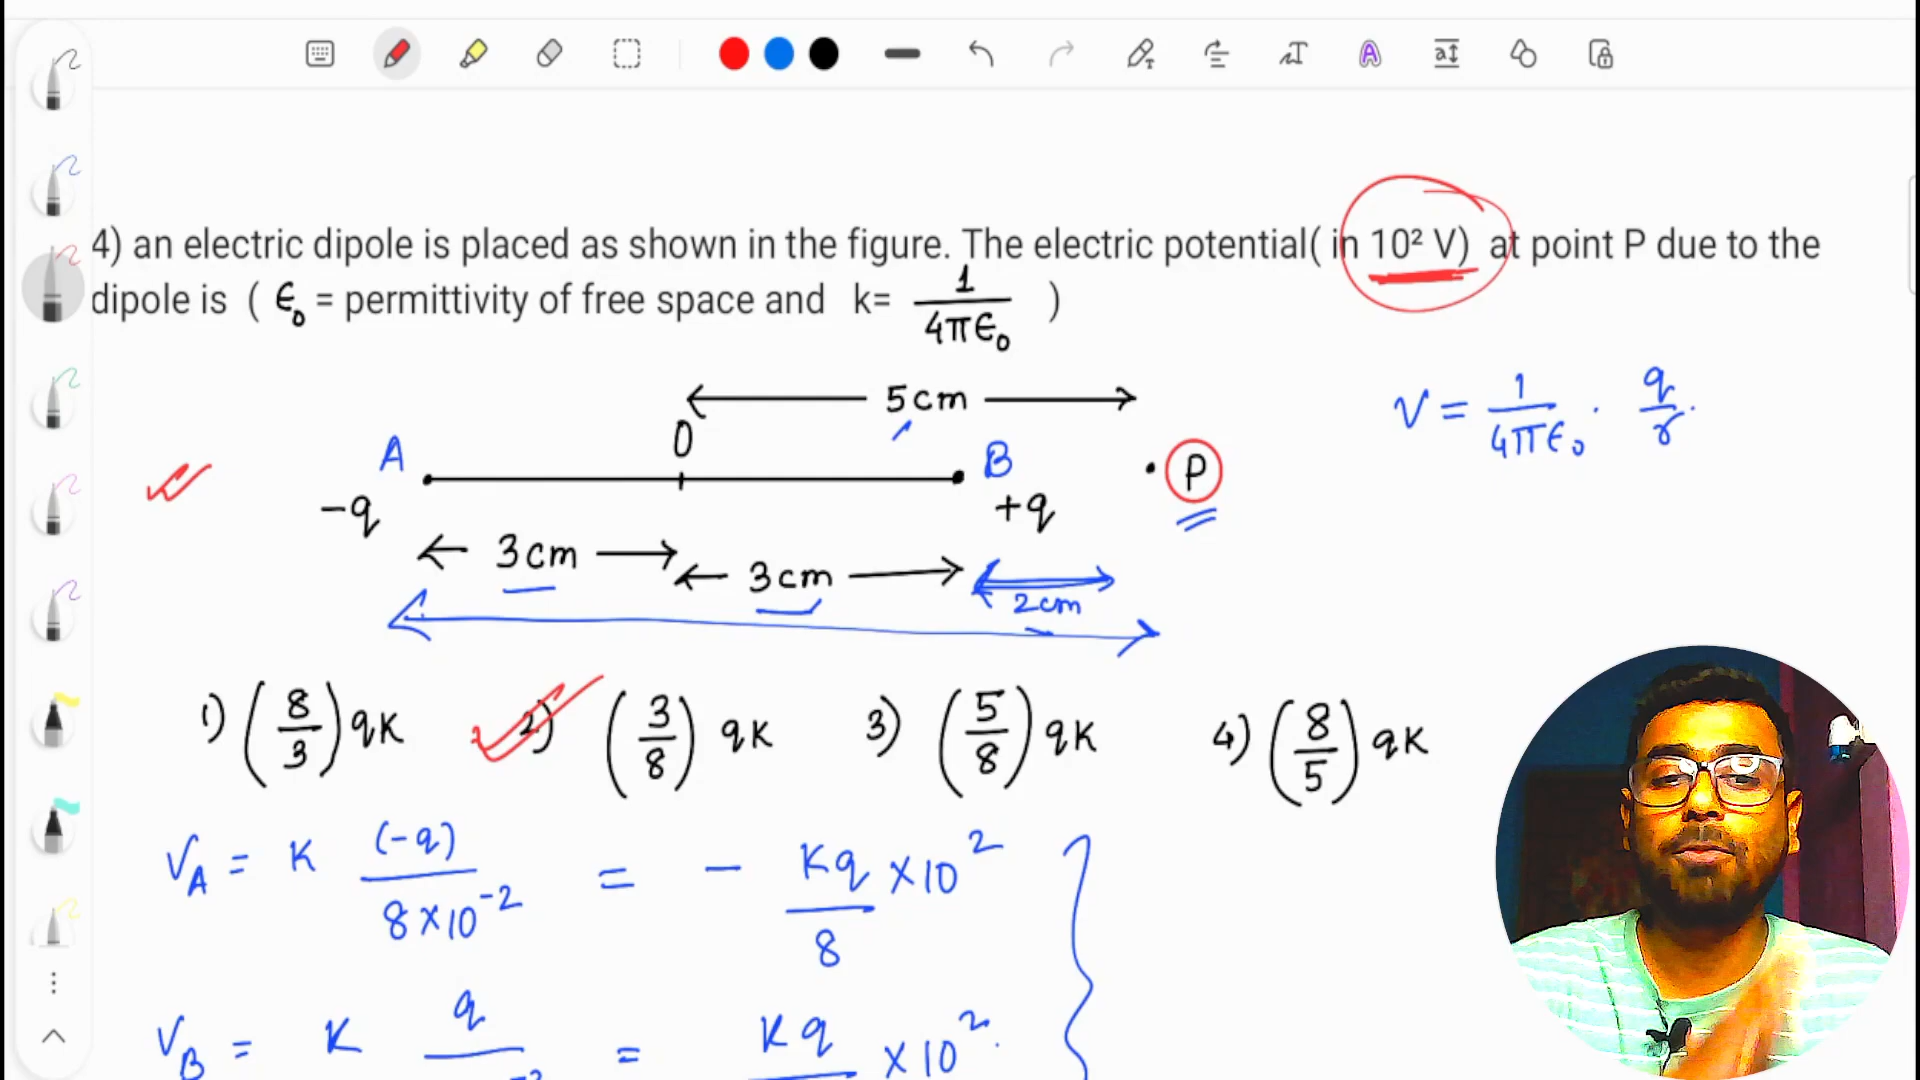 4) an electric dipole is placed as shown in the figure. The electric potential( in 10² V) at point P due to the
dipole is ( ϵ₀ = permittivity of free space and k= 1/4πϵ₀ )
5cm
V = 1/4πϵ₀ · q/r
A O B P
-q +q
3cm 3cm 2cm
1) (8/3) qK 2) (3/8) qK 3) (5/8) qK 4) (8/5) qK
V_A = K (-q)/8×10⁻² = - Kq/8 ×10²
V_B = K q = Kq ×10²